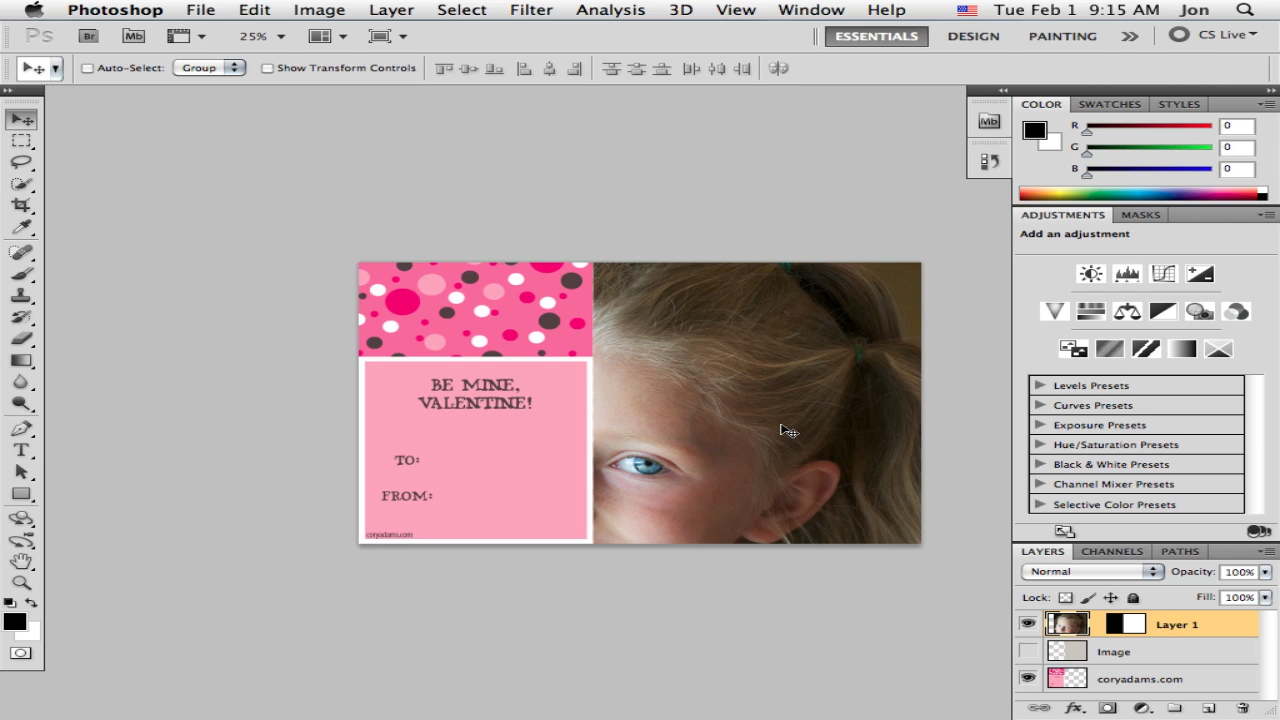 Photoshop File Edit Image Layer Select Filter Analysis 3D View Window Help Tue Feb 1 9:15 AM Jon
Ps Br Mb 25% ESSENTIALS DESIGN PAINTING CS Live
Auto-Select: Group Show Transform Controls
COLOR SWATCHES STYLES
Mb
R 0
G 0
B 0
ADJUSTMENTS MASKS
Add an adjustment
Levels Presets
Curves Presets
Exposure Presets
Hue/Saturation Presets
Black & White Presets
Channel Mixer Presets
Selective Color Presets
BE MINE,
VALENTINE!
TO:
FROM:
coryadams.com
T
LAYERS CHANNELS PATHS
Normal Opacity: 100%
Lock: Fill: 100%
Layer 1
Image
coryadams.com
fx